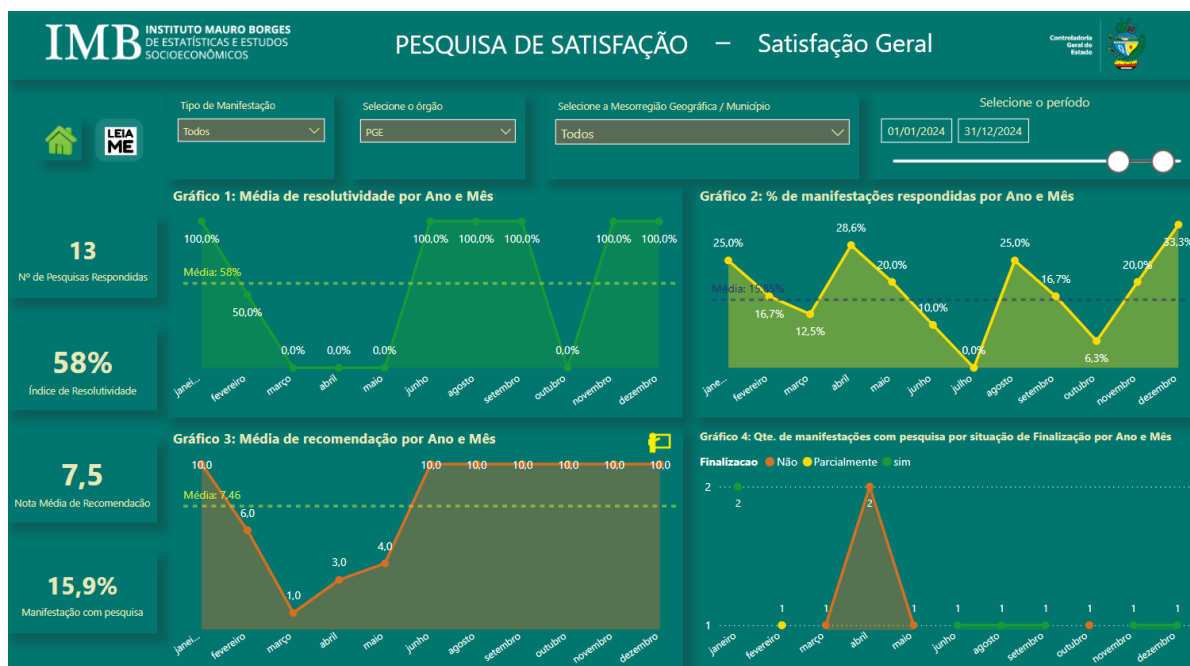 IMB INSTITUTO MAURO BORGES
DE ESTATÍSTICAS E ESTUDOS
SOCIOECONÔMICOS
PESQUISA DE SATISFAÇÃO – Satisfação Geral
Controladoria
Geral do
Estado
LEIA
ME
Tipo de Manifestação
Todos
Selecione o órgão
PGE
Selecione a Mesorregião Geográfica / Município
Todos
Selecione o período
01/01/2024 31/12/2024
13
Nº de Pesquisas Respondidas
58%
Índice de Resolutividade
7,5
Nota Média de Recomendacão
15,9%
Manifestação com pesquisa
Gráfico 1: Média de resolutividade por Ano e Mês
100,0% 100,0% 100,0% 100,0% 100,0% 100,0%
Média: 58%
50,0%
0,0% 0,0% 0,0% 0,0%
janei... fevereiro março abril maio junho agosto setembro outubro novembro dezembro
Gráfico 2: % de manifestações respondidas por Ano e Mês
28,6%
25,0% 25,0% 33,3%
20,0% 20,0%
Média: 15,85%
16,7% 16,7%
12,5% 10,0%
0,0% 6,3%
jane... fevereiro março abril maio junho julho agosto setembro outubro novembro dezembro
Gráfico 3: Média de recomendação por Ano e Mês
10,0 10,0 10,0 10,0 10,0 10,0 10,0
Média: 7,46
6,0
4,0
3,0
1,0
janei... fevereiro março abril maio junho agosto setembro outubro novembro dezembro
Gráfico 4: Qte. de manifestações com pesquisa por situação de Finalização por Ano e Mês
Finalizacao Não Parcialmente sim
2
2 2
1 1 1 1 1 1 1 1 1
1
janeiro fevereiro março abril maio junho agosto setembro outubro novembro dezembro